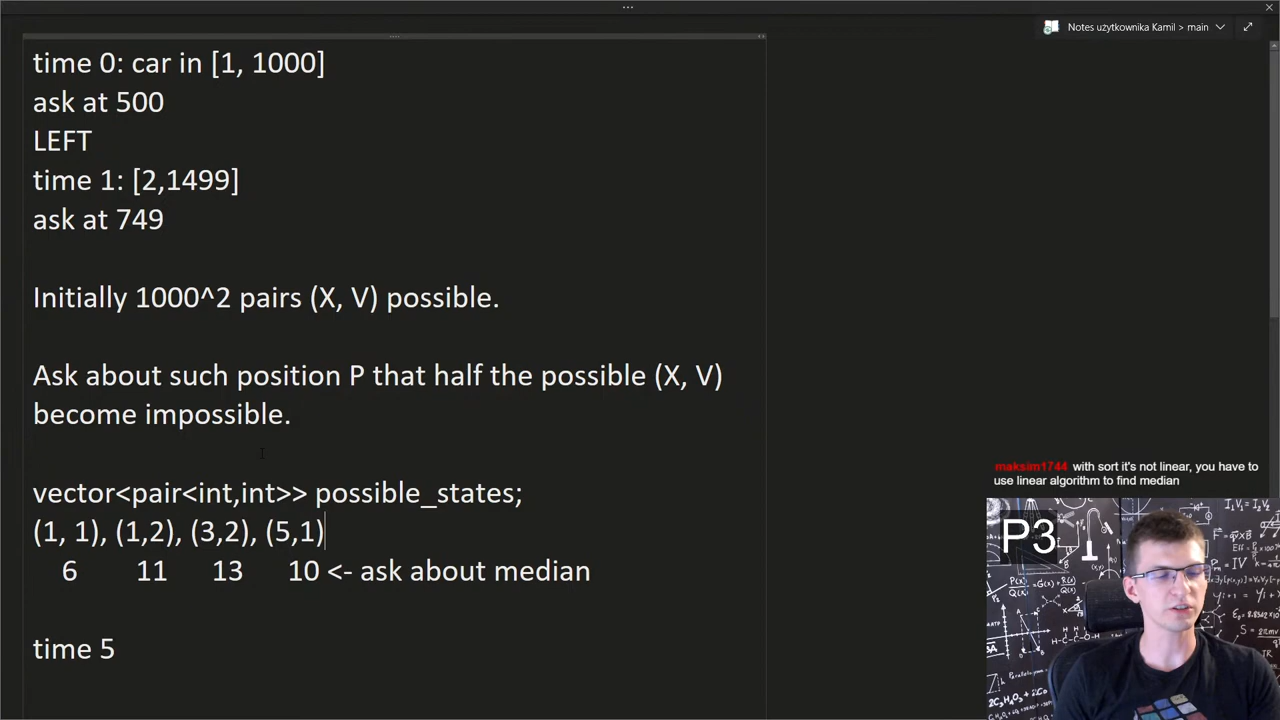 Notes użytkownika Kamil > main
time 0: car in [1, 1000]
ask at 500
LEFT
time 1: [2,1499]
ask at 749
Initially 1000^2 pairs (X, V) possible.
Ask about such position P that half the possible (X, V)
become impossible.
vector<pair<int,int>> possible_states;
(1, 1), (1,2), (3,2), (5,1)
6 11 13 10 <- ask about median
time 5
maksim1744 with sort it's not linear, you have to
use linear algorithm to find median
P3